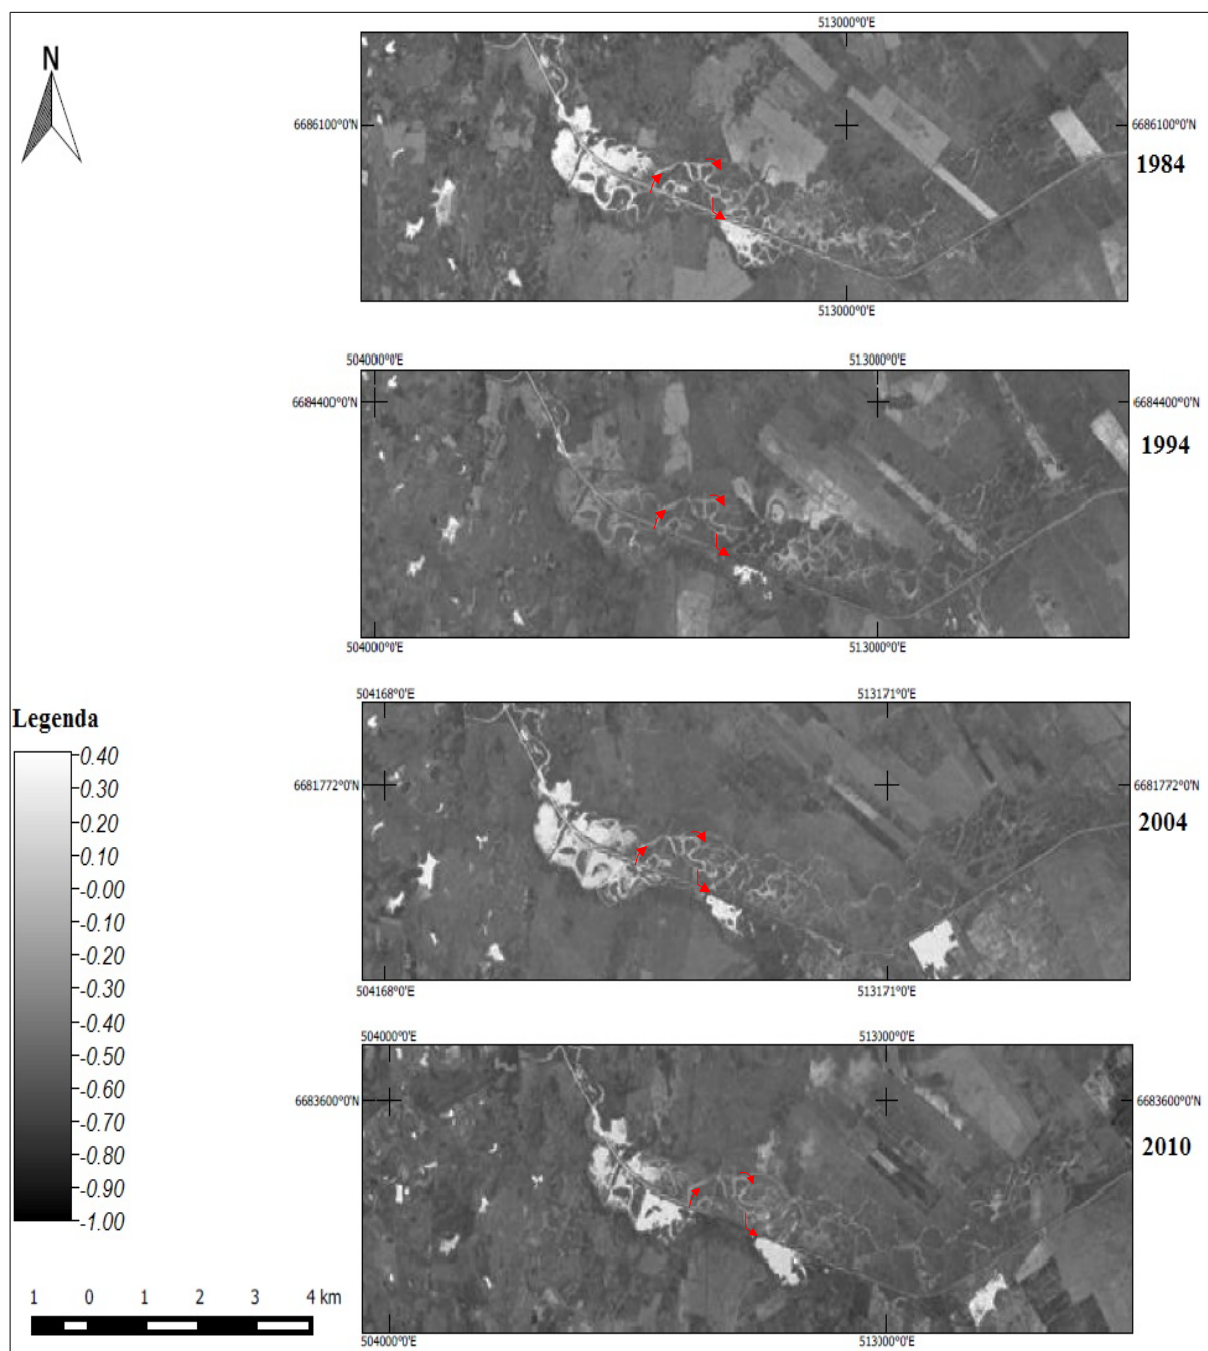 N
513000°0'E
6686100°0'N
6686100°0'N
1984
513000°0'E
504000°0'E
513000°0'E
6684400°0'N
6684400°0'N
1994
504000°0'E
513000°0'E
504168°0'E
513171°0'E
6681772°0'N
6681772°0'N
2004
504168°0'E
513171°0'E
504000°0'E
513000°0'E
6683600°0'N
6683600°0'N
2010
504000°0'E
513000°0'E
Legenda
0.40
0.30
0.20
0.10
-0.00
-0.10
-0.20
-0.30
-0.40
-0.50
-0.60
-0.70
-0.80
-0.90
-1.00
1 0 1 2 3 4 km